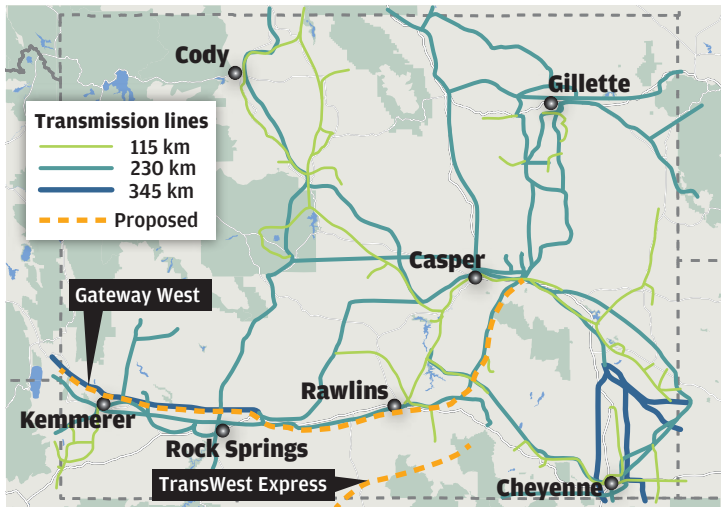 Cody
Gillette
Transmission lines
115 km
230 km
345 km
Proposed
Casper
Gateway West
Rawlins
Kemmerer
Rock Springs
TransWest Express
Cheyenne